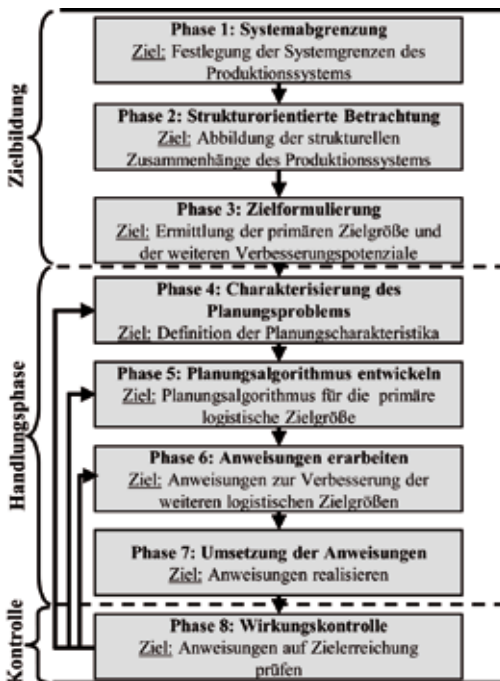 Zielbildung
Phase 1: Systemabgrenzung
Ziel: Festlegung der Systemgrenzen des
Produktionssystems
Phase 2: Strukturorientierte Betrachtung
Ziel: Abbildung der strukturellen
Zusammenhänge des Produktionssystems
Phase 3: Zielformulierung
Ziel: Ermittlung der primären Zielgröße und
der weiteren Verbesserungspotenziale
Handlungsphase
Phase 4: Charakterisierung des
Planungsproblems
Ziel: Definition der Planungscharakteristika
Phase 5: Planungsalgorithmus entwickeln
Ziel: Planungsalgorithmus für die primäre
logistische Zielgröße
Phase 6: Anweisungen erarbeiten
Ziel: Anweisungen zur Verbesserung der
weiteren logistischen Zielgrößen
Phase 7: Umsetzung der Anweisungen
Ziel: Anweisungen realisieren
Kontrolle
Phase 8: Wirkungskontrolle
Ziel: Anweisungen auf Zielerreichung
prüfen